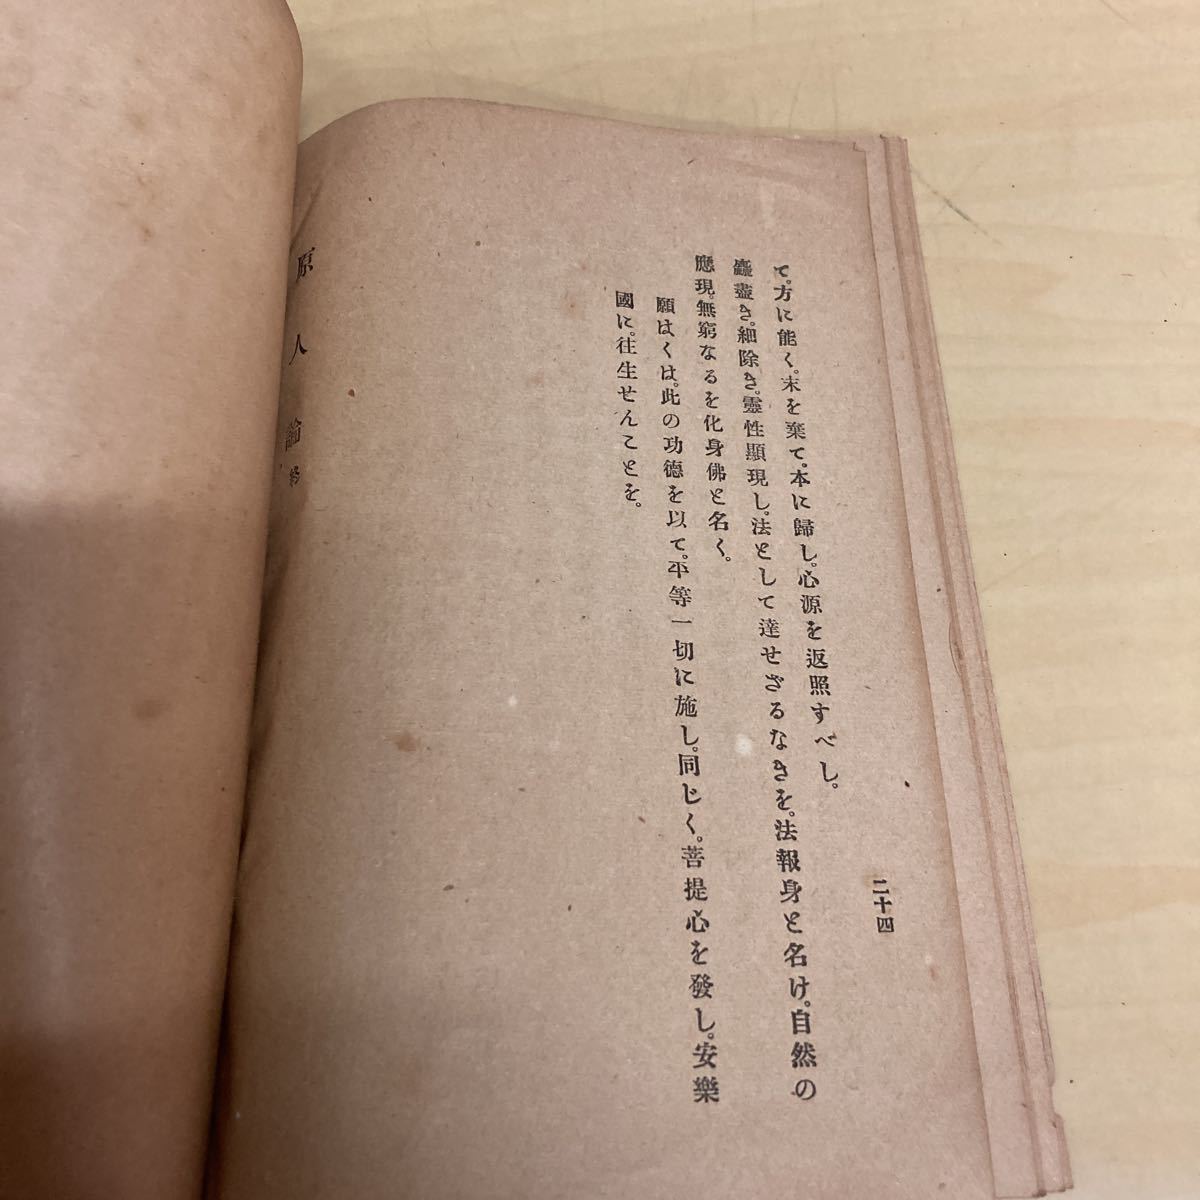 二十四
て。方に能く。末を棄て。本に歸し。心源を返照すべし。
麤盡き。細除き。靈性顯現し。法として達せざるなきを。法報身と名け。自然の
應現。無窮なるを化身佛と名く。
願はくは。此の功德を以て。平等一切に施し。同じく。菩提心を發し。安樂
國に。往生せんことを。
原人論 終